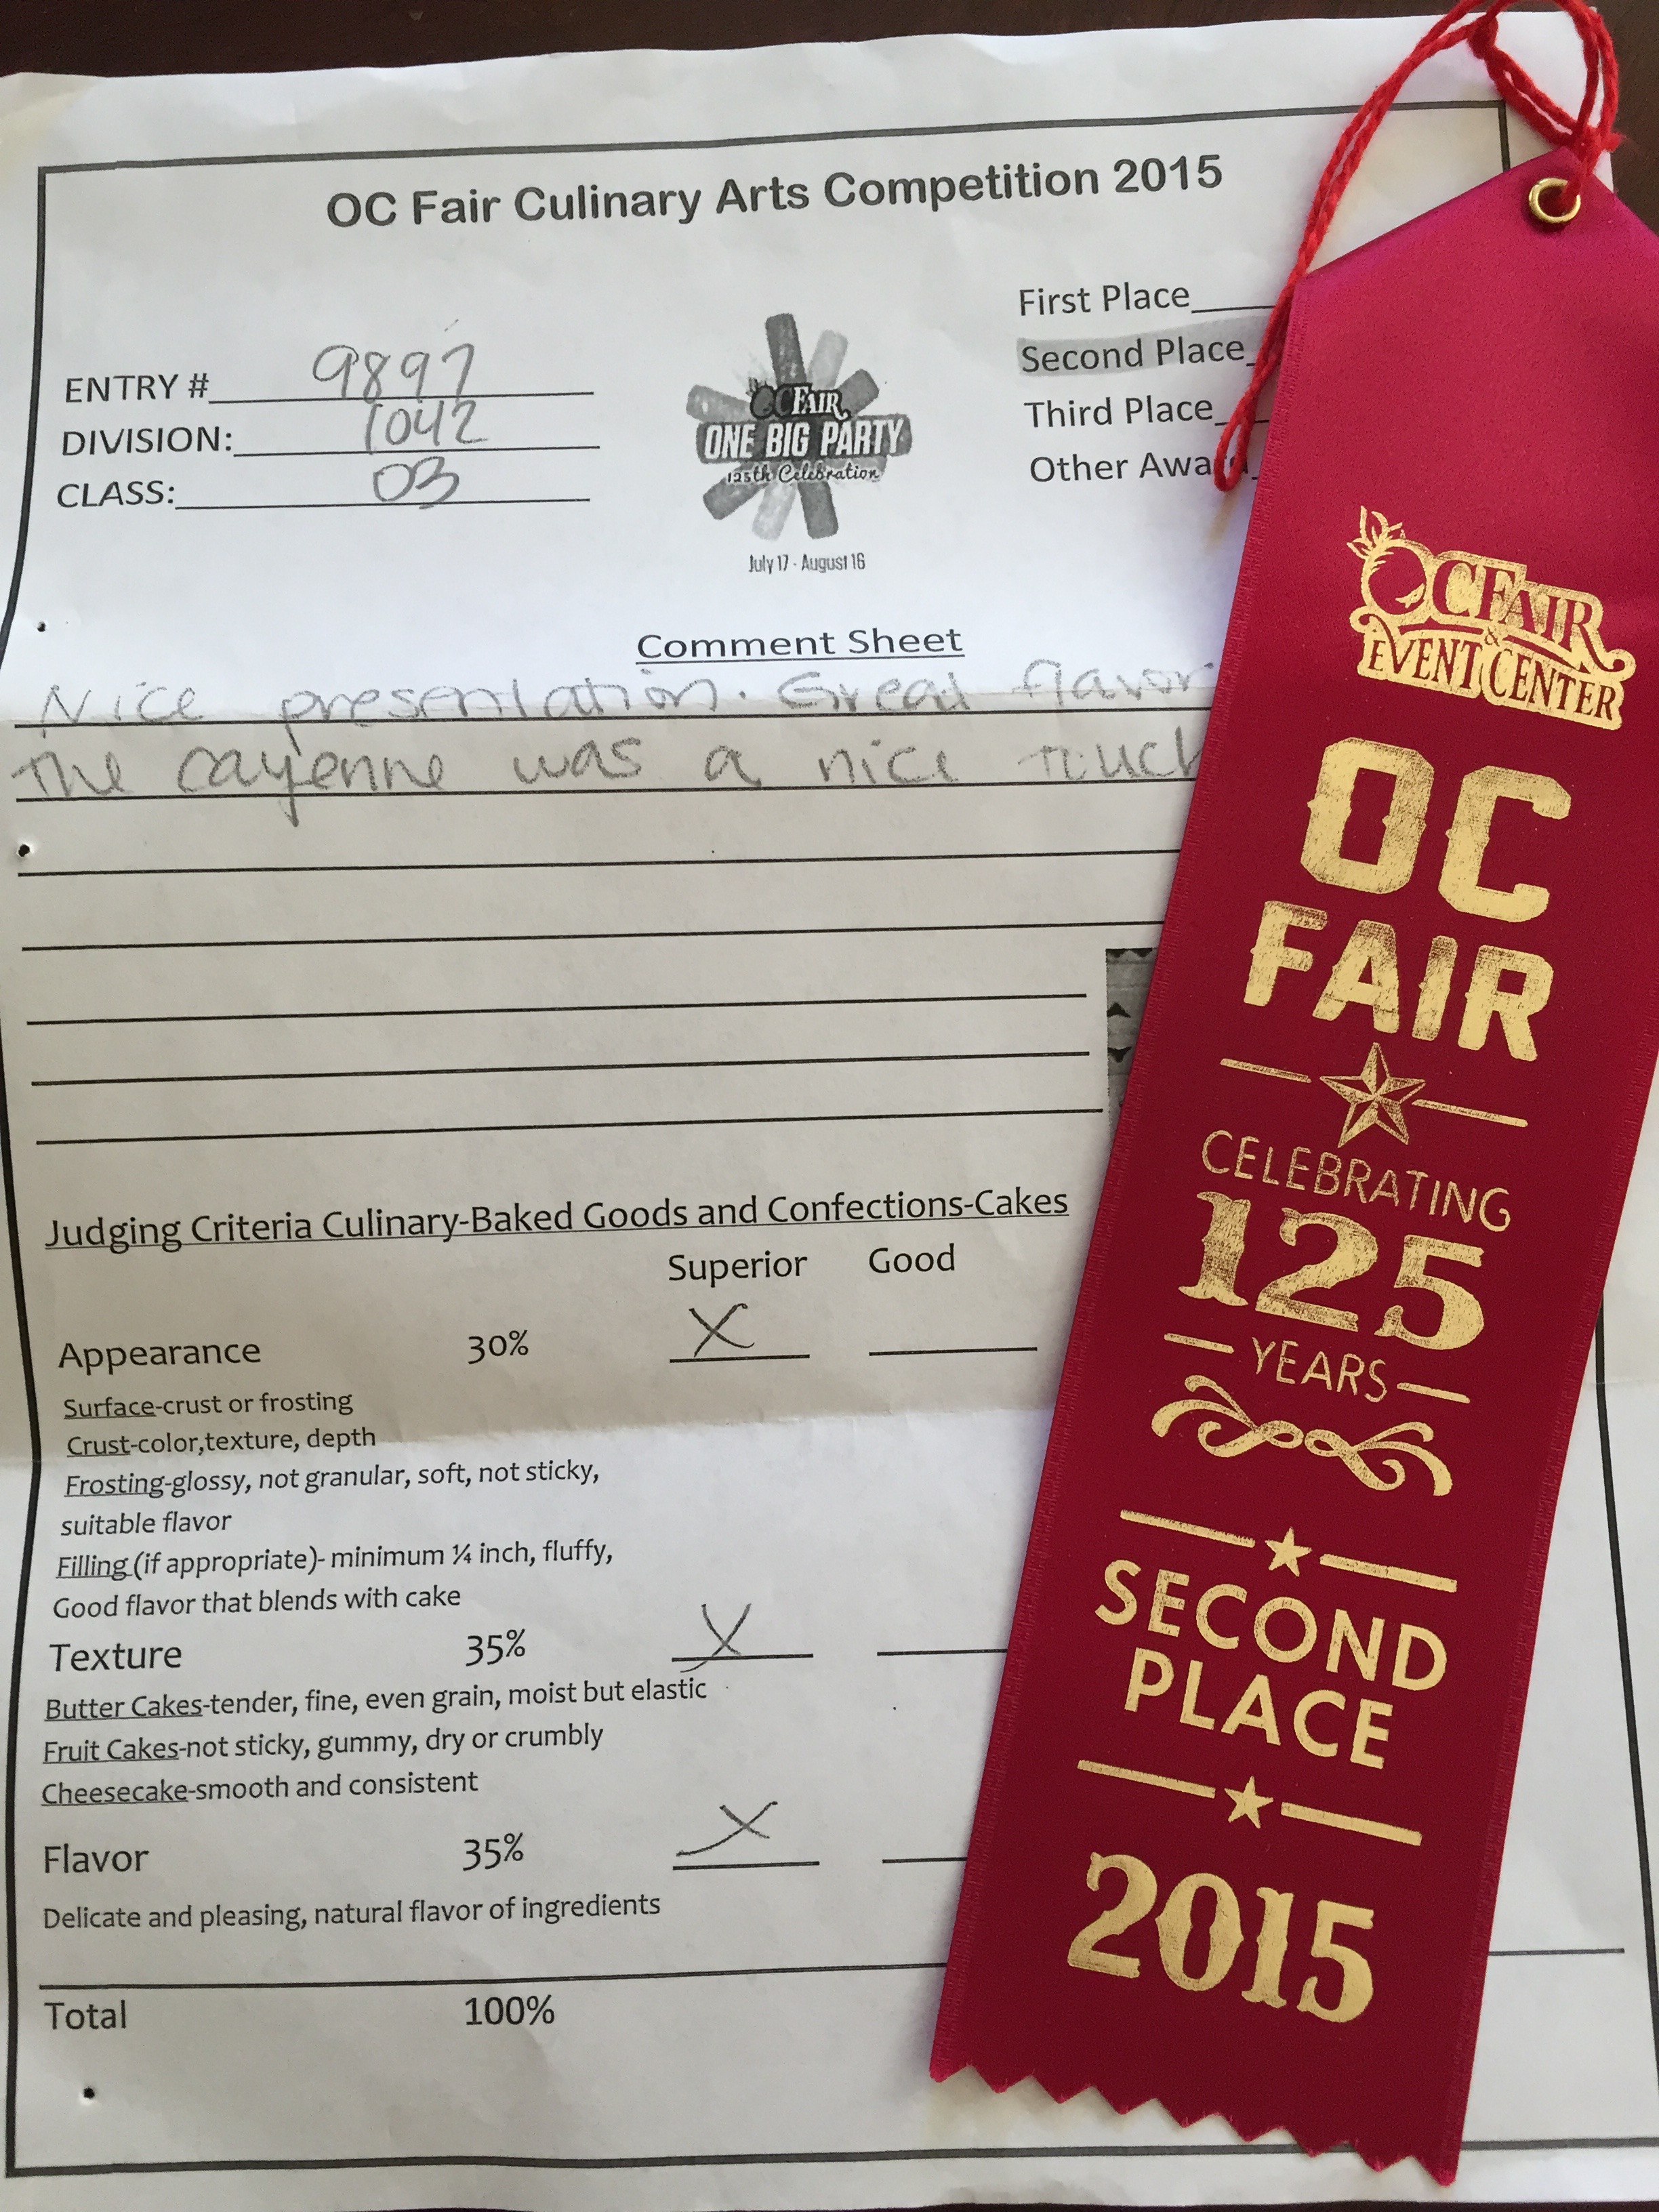 OC Fair Culinary Arts Competition 2015
ENTRY # 9897
DIVISION: 1042
CLASS: 03
OC FAIR
ONE BIG PARTY
125th Celebration
July 17 - August 16
First Place
Second Place
Third Place
Other Awa
Comment Sheet
Nice presentation. Great flavor
The cayenne was a nice touch
Judging Criteria Culinary-Baked Goods and Confections-Cakes
Superior Good
Appearance 30% X
Surface-crust or frosting
Crust-color,texture, depth
Frosting-glossy, not granular, soft, not sticky,
suitable flavor
Filling (if appropriate)- minimum ¼ inch, fluffy,
Good flavor that blends with cake
Texture 35% X
Butter Cakes-tender, fine, even grain, moist but elastic
Fruit Cakes-not sticky, gummy, dry or crumbly
Cheesecake-smooth and consistent
Flavor 35% X
Delicate and pleasing, natural flavor of ingredients
Total 100%
OC FAIR
&
EVENT CENTER
OC
FAIR
CELEBRATING
125
YEARS
SECOND
PLACE
2015